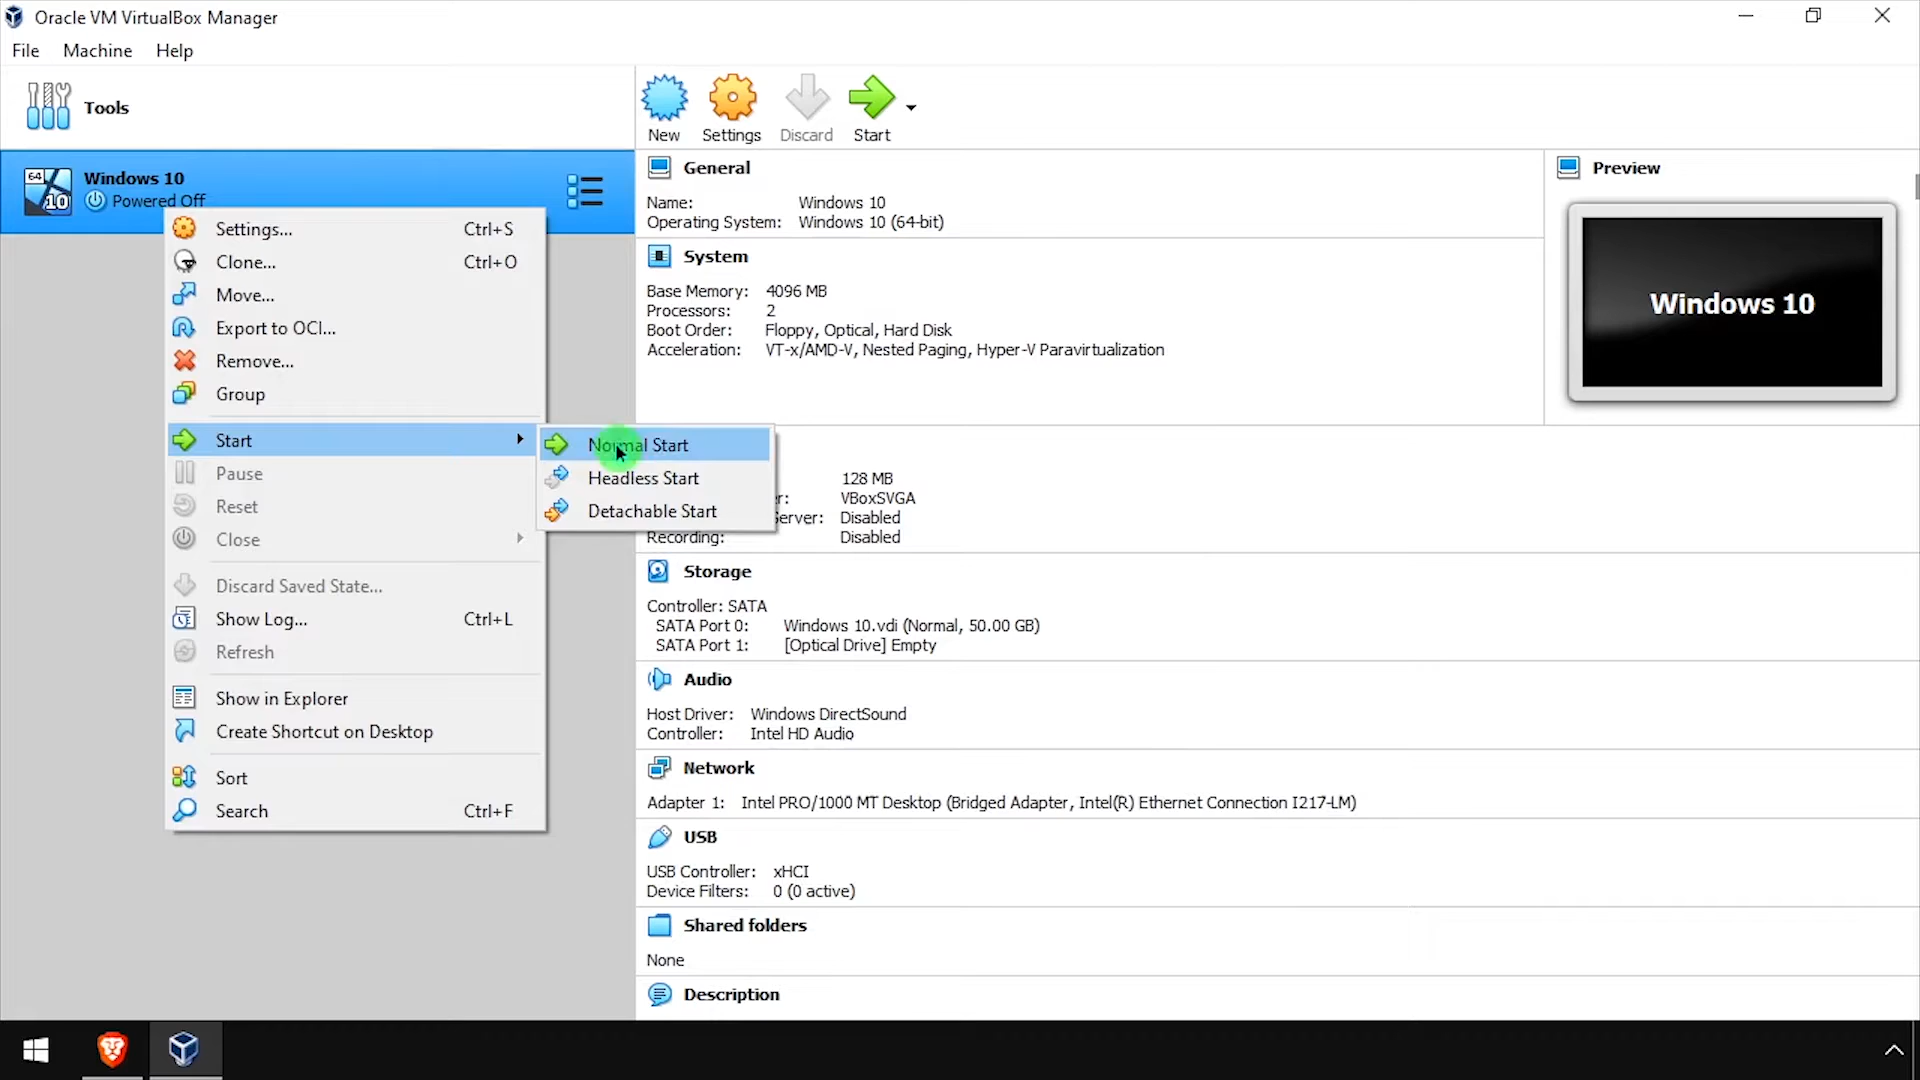 Oracle VM VirtualBox Manager
File Machine Help
Tools
New Settings Discard Start
64
10
Windows 10
Powered Off
Settings... Ctrl+S
Clone... Ctrl+O
Move...
Export to OCI...
Remove...
Group
Start
Pause
Reset
Close
Discard Saved State...
Show Log... Ctrl+L
Refresh
Show in Explorer
Create Shortcut on Desktop
Sort
Search Ctrl+F
Normal Start
Headless Start
Detachable Start
General
Name: Windows 10
Operating System: Windows 10 (64-bit)
System
Base Memory: 4096 MB
Processors: 2
Boot Order: Floppy, Optical, Hard Disk
Acceleration: VT-x/AMD-V, Nested Paging, Hyper-V Paravirtualization
128 MB
r: VBoxSVGA
Server: Disabled
Recording: Disabled
Storage
Controller: SATA
SATA Port 0: Windows 10.vdi (Normal, 50.00 GB)
SATA Port 1: [Optical Drive] Empty
Audio
Host Driver: Windows DirectSound
Controller: Intel HD Audio
Network
Adapter 1: Intel PRO/1000 MT Desktop (Bridged Adapter, Intel(R) Ethernet Connection I217-LM)
USB
USB Controller: xHCI
Device Filters: 0 (0 active)
Shared folders
None
Description
Preview
Windows 10